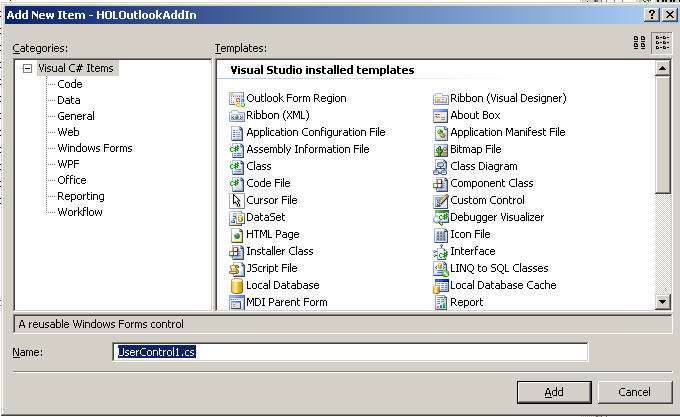 Add New Item - HOLOutlookAddIn
Categories:
Templates:
Visual C# Items
Code
Data
General
Web
Windows Forms
WPF
Office
Reporting
Workflow
Visual Studio installed templates
Outlook Form Region
Ribbon (Visual Designer)
Ribbon (XML)
About Box
Application Configuration File
Application Manifest File
Assembly Information File
Bitmap File
Class
Class Diagram
Code File
Component Class
Cursor File
Custom Control
DataSet
Debugger Visualizer
HTML Page
Icon File
Installer Class
Interface
JScript File
LINQ to SQL Classes
Local Database
Local Database Cache
MDI Parent Form
Report
A reusable Windows Forms control
Name:
UserControl1.cs
Add
Cancel